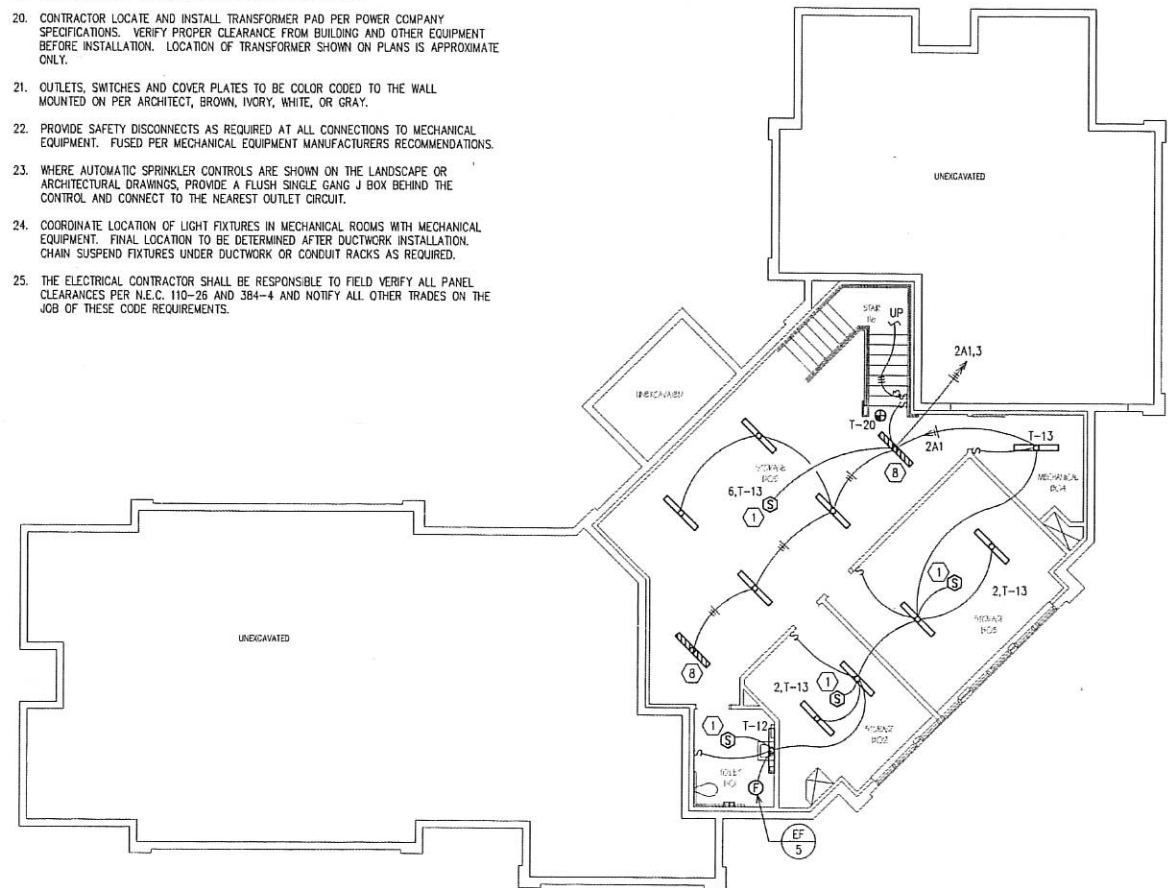 20. CONTRACTOR LOCATE AND INSTALL TRANSFORMER PAD PER POWER COMPANY
SPECIFICATIONS. VERIFY PROPER CLEARANCE FROM BUILDING AND OTHER EQUIPMENT
BEFORE INSTALLATION. LOCATION OF TRANSFORMER SHOWN ON PLANS IS APPROXIMATE
ONLY.
21. OUTLETS, SWITCHES AND COVER PLATES TO BE COLOR CODED TO THE WALL
MOUNTED ON PER ARCHITECT, BROWN, IVORY, WHITE, OR GRAY.
22. PROVIDE SAFETY DISCONNECTS AS REQUIRED AT ALL CONNECTIONS TO MECHANICAL
EQUIPMENT. FUSED PER MECHANICAL EQUIPMENT MANUFACTURERS RECOMMENDATIONS.
23. WHERE AUTOMATIC SPRINKLER CONTROLS ARE SHOWN ON THE LANDSCAPE OR
ARCHITECTURAL DRAWINGS, PROVIDE A FLUSH SINGLE GANG J BOX BEHIND THE
CONTROL AND CONNECT TO THE NEAREST OUTLET CIRCUIT.
24. COORDINATE LOCATION OF LIGHT FIXTURES IN MECHANICAL ROOMS WITH MECHANICAL
EQUIPMENT. FINAL LOCATION TO BE DETERMINED AFTER DUCTWORK INSTALLATION.
CHAIN SUSPEND FIXTURES UNDER DUCTWORK OR CONDUIT RACKS AS REQUIRED.
25. THE ELECTRICAL CONTRACTOR SHALL BE RESPONSIBLE TO FIELD VERIFY ALL PANEL
CLEARANCES PER N.E.C. 110-26 AND 384-4 AND NOTIFY ALL OTHER TRADES ON THE
JOB OF THESE CODE REQUIREMENTS.
UNEXCAVATED
STAIR
UP
2A1,3
UNEXCAVATED
T-20
2A1
T-13
8
MECHANICAL
STORAGE
6,T-13
S
1
1
S
2,T-13
STORAGE
UNEXCAVATED
8
2,T-13
1
S
STORAGE
1
S
T-12
TOILET
F
EF
5